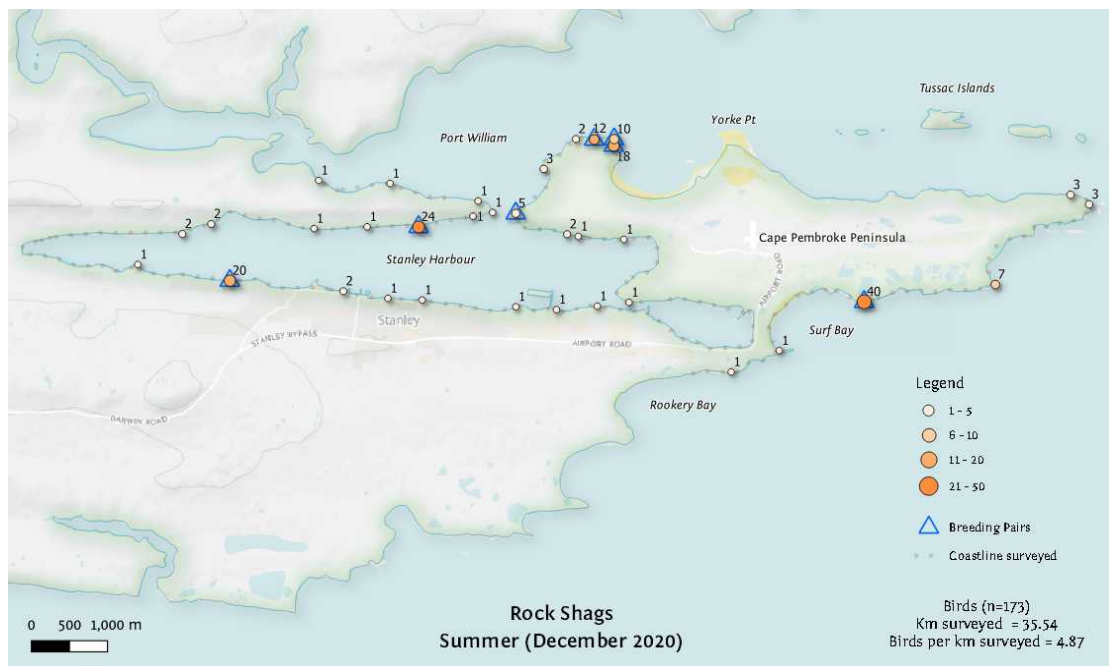 Tussac Islands
Yorke Pt
Port William
2
12
10
18
3
1
1
1
1
5
3
3
2
2
1
1
24
1
2
1
1
Cape Pembroke Peninsula
Stanley Harbour
1
20
2
1
1
1
1
1
1
7
40
AIRPORT ROAD
Stanley
Surf Bay
STANLEY BYPASS
AIRPORT ROAD
1
1
Rookery Bay
DARWIN ROAD
Legend
1 - 5
6 - 10
11 - 20
21 - 50
Breeding Pairs
Coastline surveyed
Rock Shags
Summer (December 2020)
Birds (n=173)
Km surveyed = 35.54
Birds per km surveyed = 4.87
0 500 1,000 m